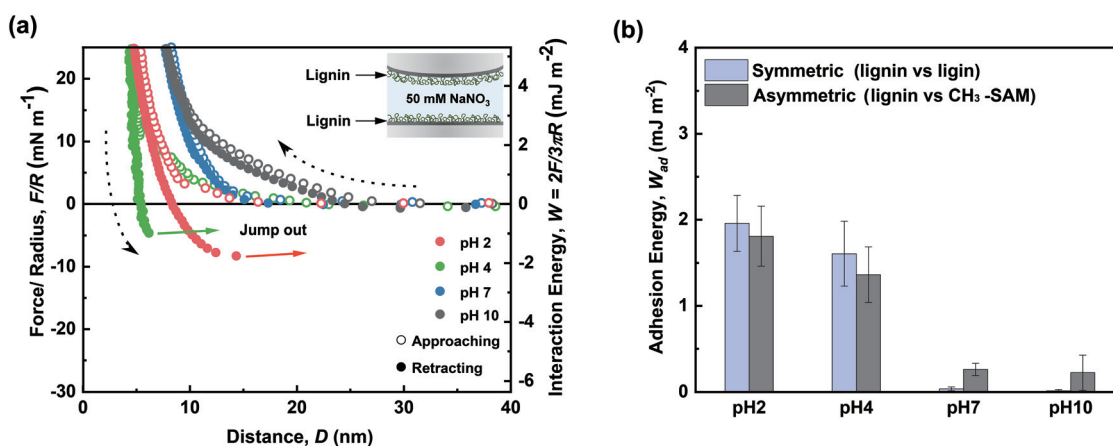 (a)
Force/ Radius, F/R (mN m⁻¹)
20
10
0
-10
-20
-30
0
10
20
30
40
Distance, D (nm)
Lignin
50 mM NaNO₃
Lignin
Jump out
pH 2
pH 4
pH 7
pH 10
Approaching
Retracting
4
2
0
-2
-4
-6
Interaction Energy, W = 2F/3πR (mJ m⁻²)
(b)
Adhesion Energy, Wad (mJ m⁻²)
4
3
2
1
0
Symmetric (lignin vs ligin)
Asymmetric (lignin vs CH₃ -SAM)
pH2
pH4
pH7
pH10